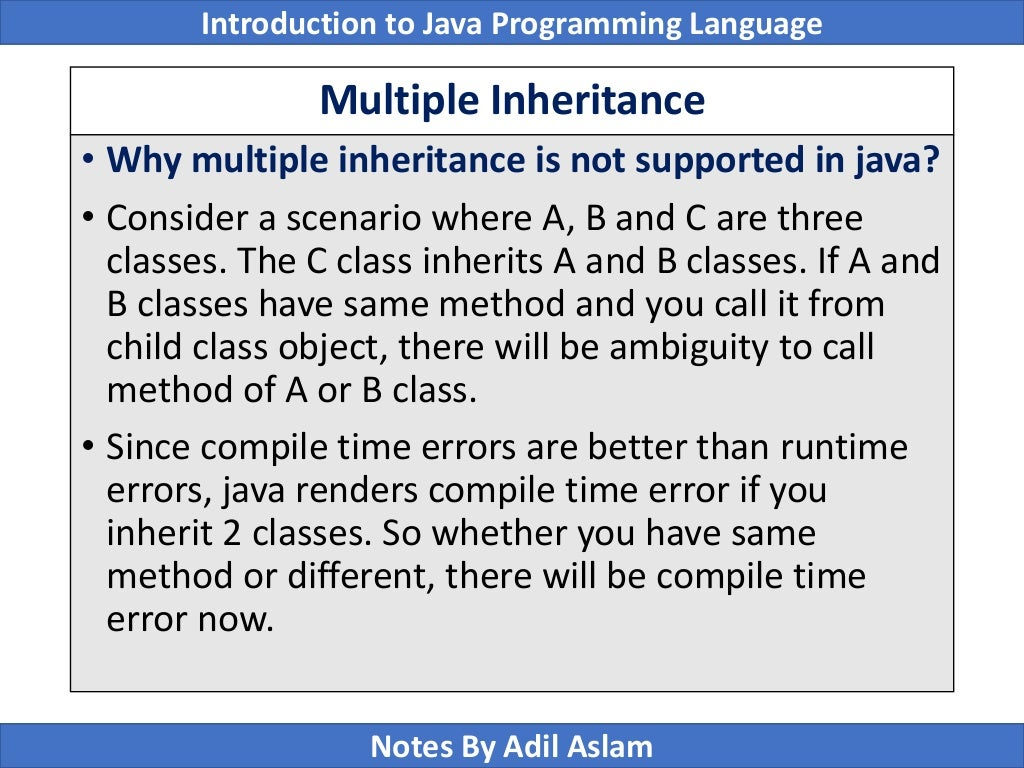 Introduction to Java Programming Language
Multiple Inheritance
• Why multiple inheritance is not supported in java?
• Consider a scenario where A, B and C are three
classes. The C class inherits A and B classes. If A and
B classes have same method and you call it from
child class object, there will be ambiguity to call
method of A or B class.
• Since compile time errors are better than runtime
errors, java renders compile time error if you
inherit 2 classes. So whether you have same
method or different, there will be compile time
error now.
Notes By Adil Aslam